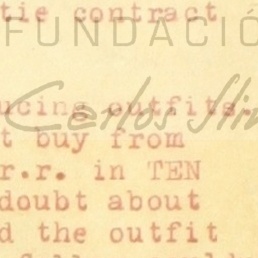 tie contract
FUNDACIÓ
ucing outfits.
Carlos Slim
t buy from
r.r. in TEN
doubt about
d the outfit